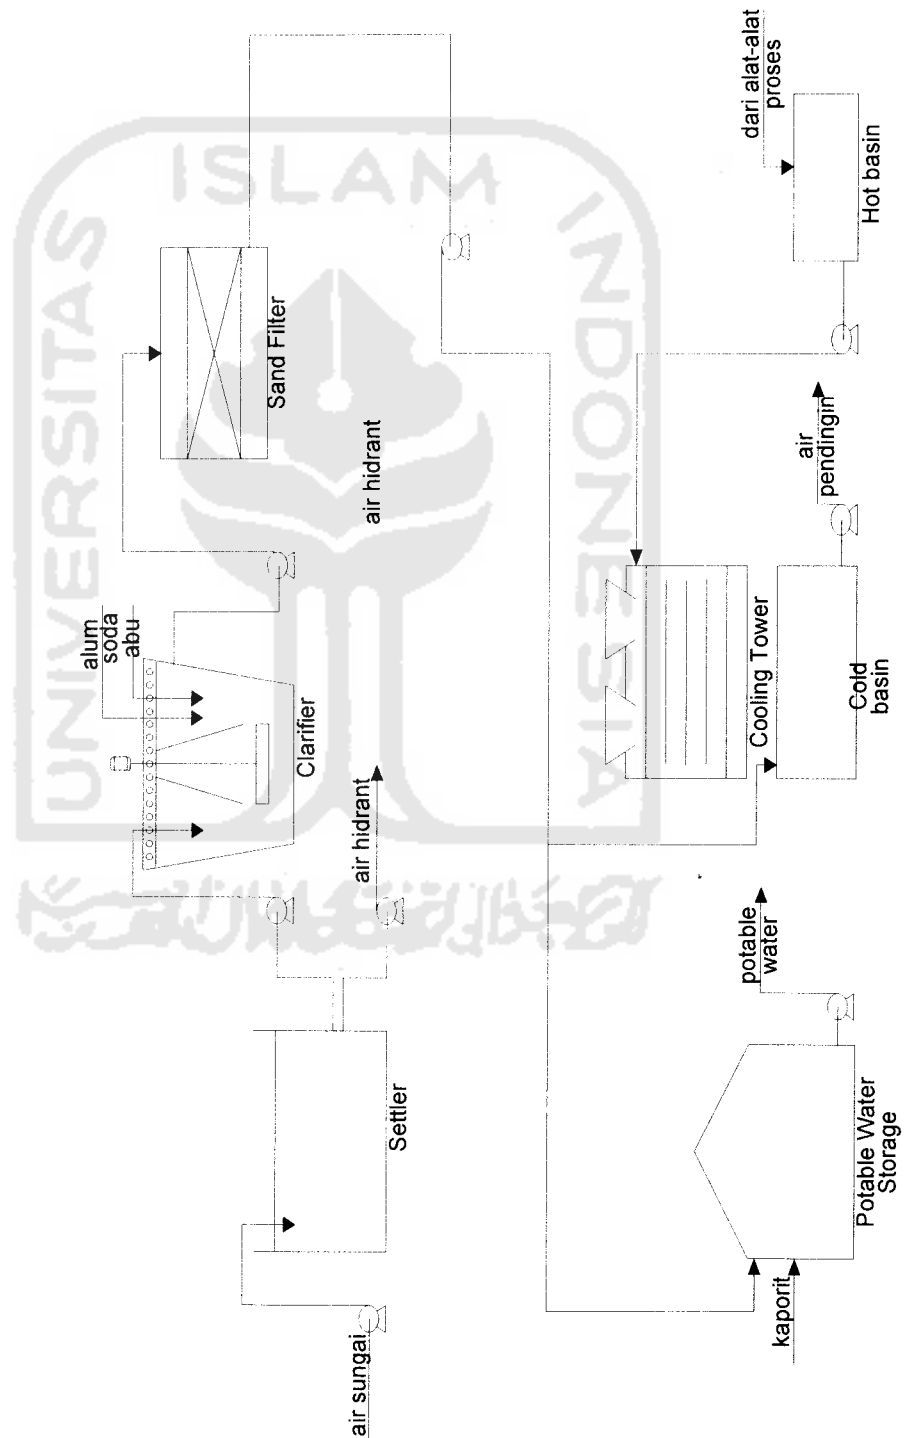 air sungai
Settler
air hidrant
alum
soda
abu
Clarifier
air hidrant
Sand Filter
kaporit
Potable Water
Storage
potable
water
Cooling Tower
Cold
basin
air
pendingin
dari alat-alat
proses
Hot basin
UNIVERSITAS
ISLAM
INDONESIA